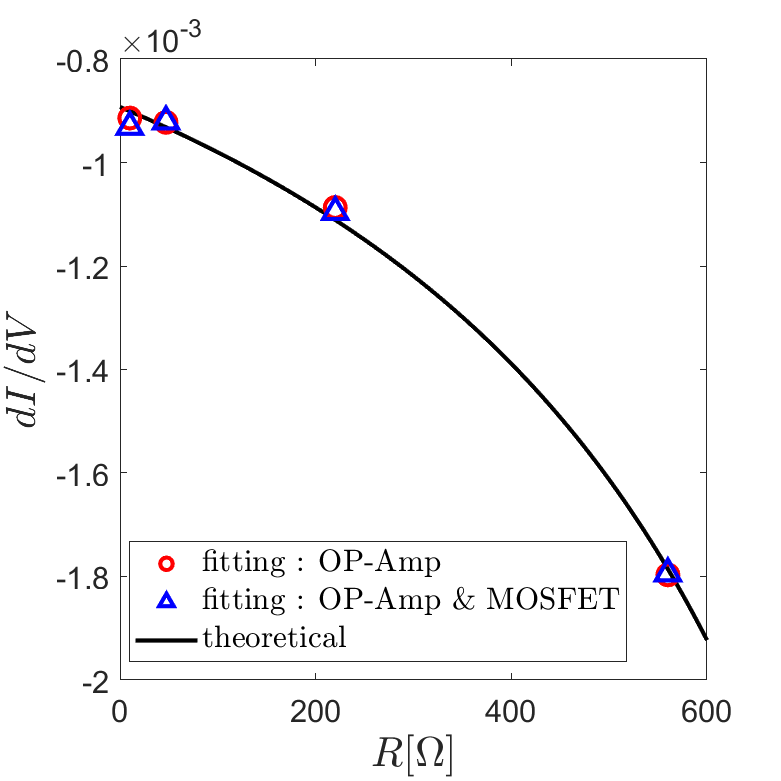 ×10⁻³
-0.8
-1
-1.2
-1.4
-1.6
-1.8
-2
dI/dV
fitting : OP-Amp
fitting : OP-Amp & MOSFET
theoretical
0 200 400 600
R[Ω]